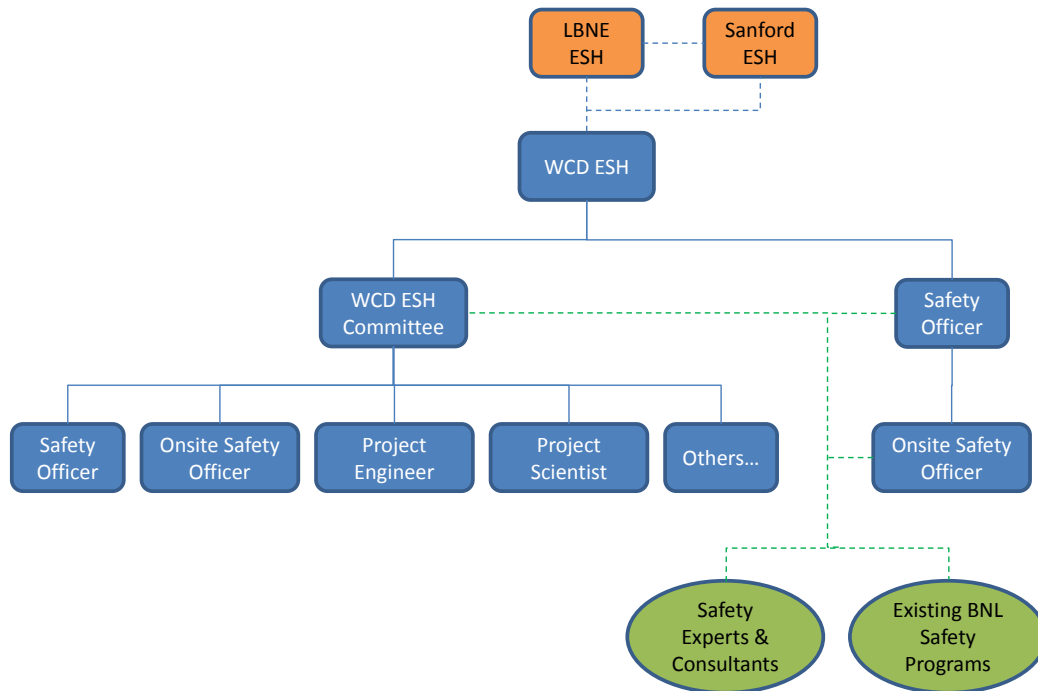 LBNE
ESH
Sanford
ESH
WCD ESH
WCD ESH
Committee
Safety
Officer
Safety
Officer
Onsite Safety
Officer
Project
Engineer
Project
Scientist
Others…
Onsite Safety
Officer
Safety
Experts &
Consultants
Existing BNL
Safety
Programs